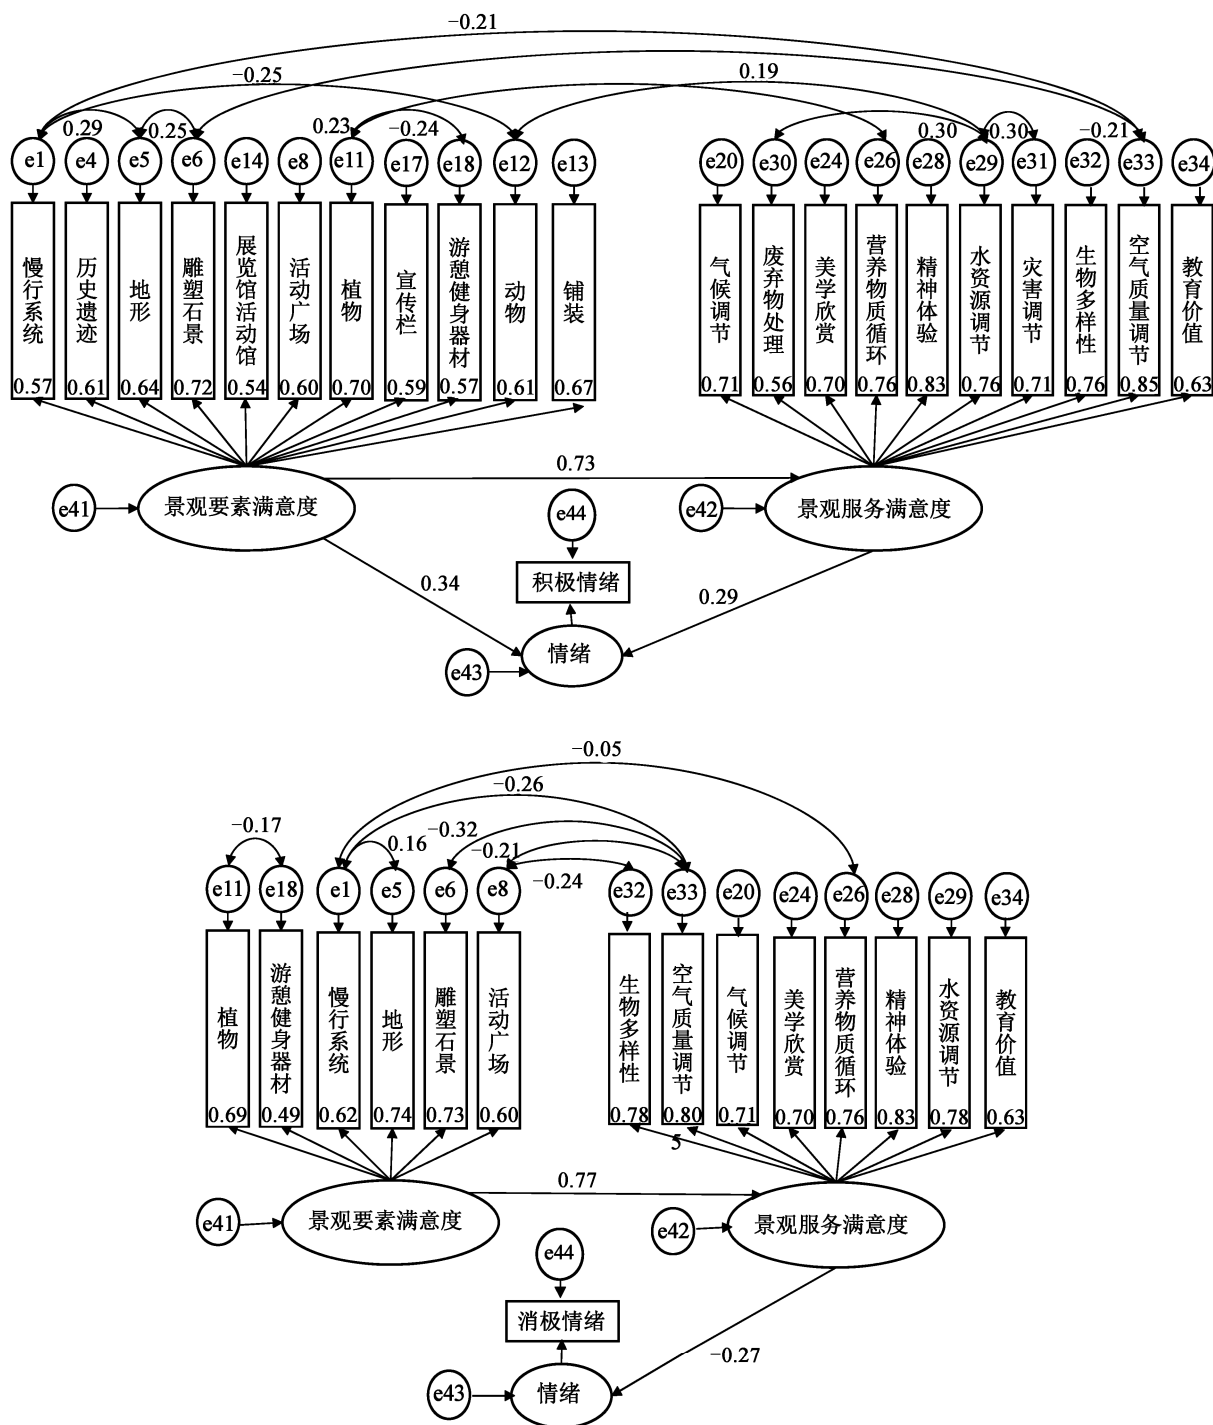 −0.21
−0.25
0.19
0.29
0.25
0.23
−0.24
0.30
0.30
−0.21
e1
e4
e5
e6
e14
e8
e11
e17
e18
e12
e13
e20
e30
e24
e26
e28
e29
e31
e32
e33
e34
慢行系统
历史遗迹
地形
雕塑石景
展览馆活动馆
活动广场
植物
宣传栏
游憩健身器材
动物
铺装
气候调节
废弃物处理
美学欣赏
营养物质循环
精神体验
水资源调节
灾害调节
生物多样性
空气质量调节
教育价值
0.57
0.61
0.64
0.72
0.54
0.60
0.70
0.59
0.57
0.61
0.67
0.71
0.56
0.70
0.76
0.83
0.76
0.71
0.76
0.85
0.63
0.73
e41
景观要素满意度
e44
e42
景观服务满意度
积极情绪
0.34
0.29
e43
情绪
−0.05
−0.26
−0.17
−0.32
0.16
−0.21
−0.24
e11
e18
e1
e5
e6
e8
e32
e33
e20
e24
e26
e28
e29
e34
植物
游憩健身器材
慢行系统
地形
雕塑石景
活动广场
生物多样性
空气质量调节
气候调节
美学欣赏
营养物质循环
精神体验
水资源调节
教育价值
0.69
0.49
0.62
0.74
0.73
0.60
0.78
0.80
0.71
0.70
0.76
0.83
0.78
0.63
5
0.77
e41
景观要素满意度
e42
景观服务满意度
e44
消极情绪
−0.27
e43
情绪